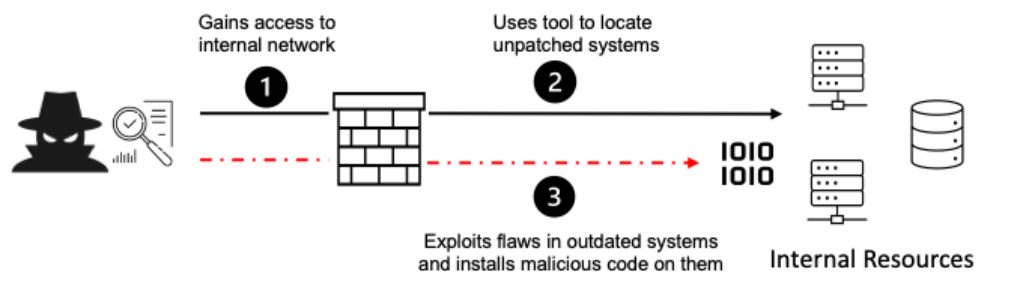 Gains access to
internal network
1
Uses tool to locate
unpatched systems
2
1010
1010
3
Exploits flaws in outdated systems
and installs malicious code on them
Internal Resources